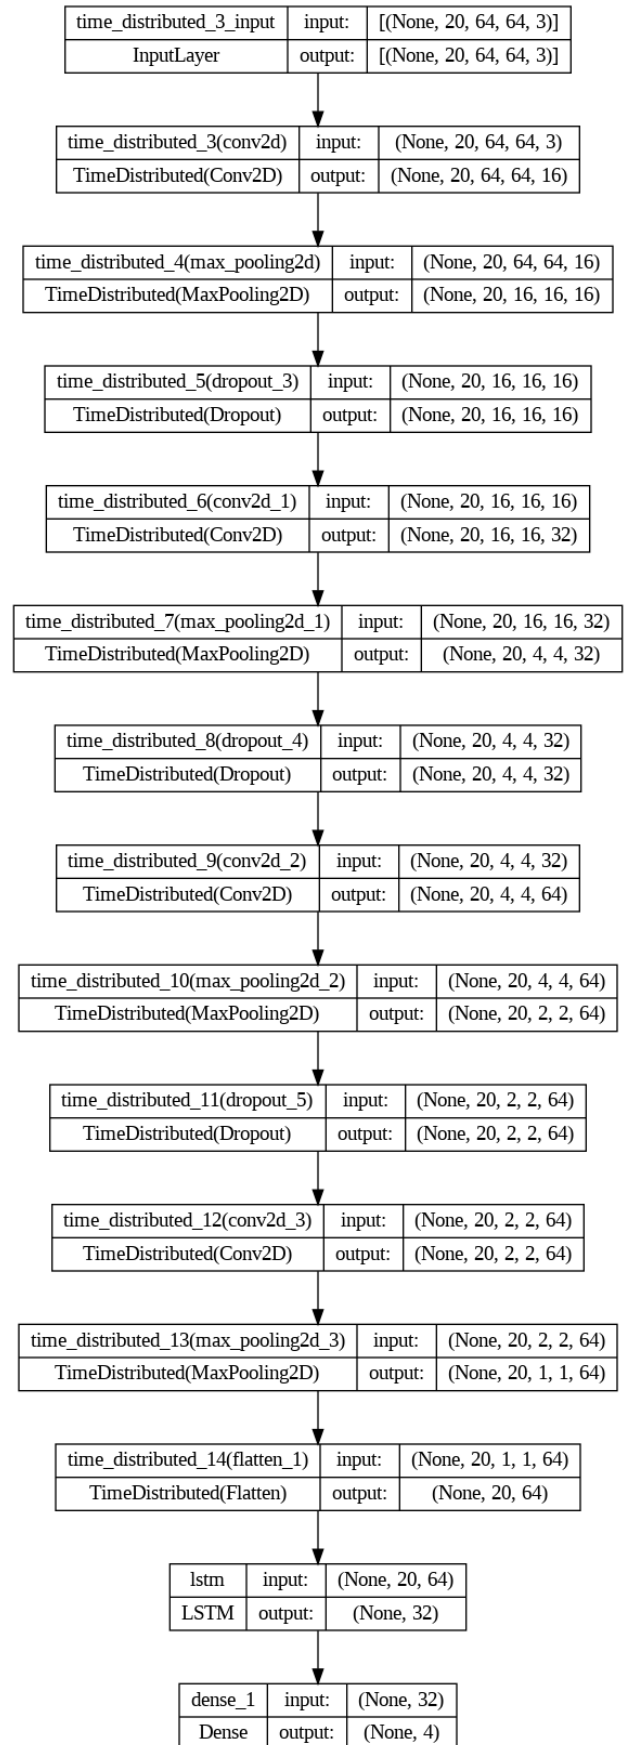 time_distributed_3_input input: [(None, 20, 64, 64, 3)]
InputLayer output: [(None, 20, 64, 64, 3)]
time_distributed_3(conv2d) input: (None, 20, 64, 64, 3)
TimeDistributed(Conv2D) output: (None, 20, 64, 64, 16)
time_distributed_4(max_pooling2d) input: (None, 20, 64, 64, 16)
TimeDistributed(MaxPooling2D) output: (None, 20, 16, 16, 16)
time_distributed_5(dropout_3) input: (None, 20, 16, 16, 16)
TimeDistributed(Dropout) output: (None, 20, 16, 16, 16)
time_distributed_6(conv2d_1) input: (None, 20, 16, 16, 16)
TimeDistributed(Conv2D) output: (None, 20, 16, 16, 32)
time_distributed_7(max_pooling2d_1) input: (None, 20, 16, 16, 32)
TimeDistributed(MaxPooling2D) output: (None, 20, 4, 4, 32)
time_distributed_8(dropout_4) input: (None, 20, 4, 4, 32)
TimeDistributed(Dropout) output: (None, 20, 4, 4, 32)
time_distributed_9(conv2d_2) input: (None, 20, 4, 4, 32)
TimeDistributed(Conv2D) output: (None, 20, 4, 4, 64)
time_distributed_10(max_pooling2d_2) input: (None, 20, 4, 4, 64)
TimeDistributed(MaxPooling2D) output: (None, 20, 2, 2, 64)
time_distributed_11(dropout_5) input: (None, 20, 2, 2, 64)
TimeDistributed(Dropout) output: (None, 20, 2, 2, 64)
time_distributed_12(conv2d_3) input: (None, 20, 2, 2, 64)
TimeDistributed(Conv2D) output: (None, 20, 2, 2, 64)
time_distributed_13(max_pooling2d_3) input: (None, 20, 2, 2, 64)
TimeDistributed(MaxPooling2D) output: (None, 20, 1, 1, 64)
time_distributed_14(flatten_1) input: (None, 20, 1, 1, 64)
TimeDistributed(Flatten) output: (None, 20, 64)
lstm input: (None, 20, 64)
LSTM output: (None, 32)
dense_1 input: (None, 32)
Dense output: (None, 4)